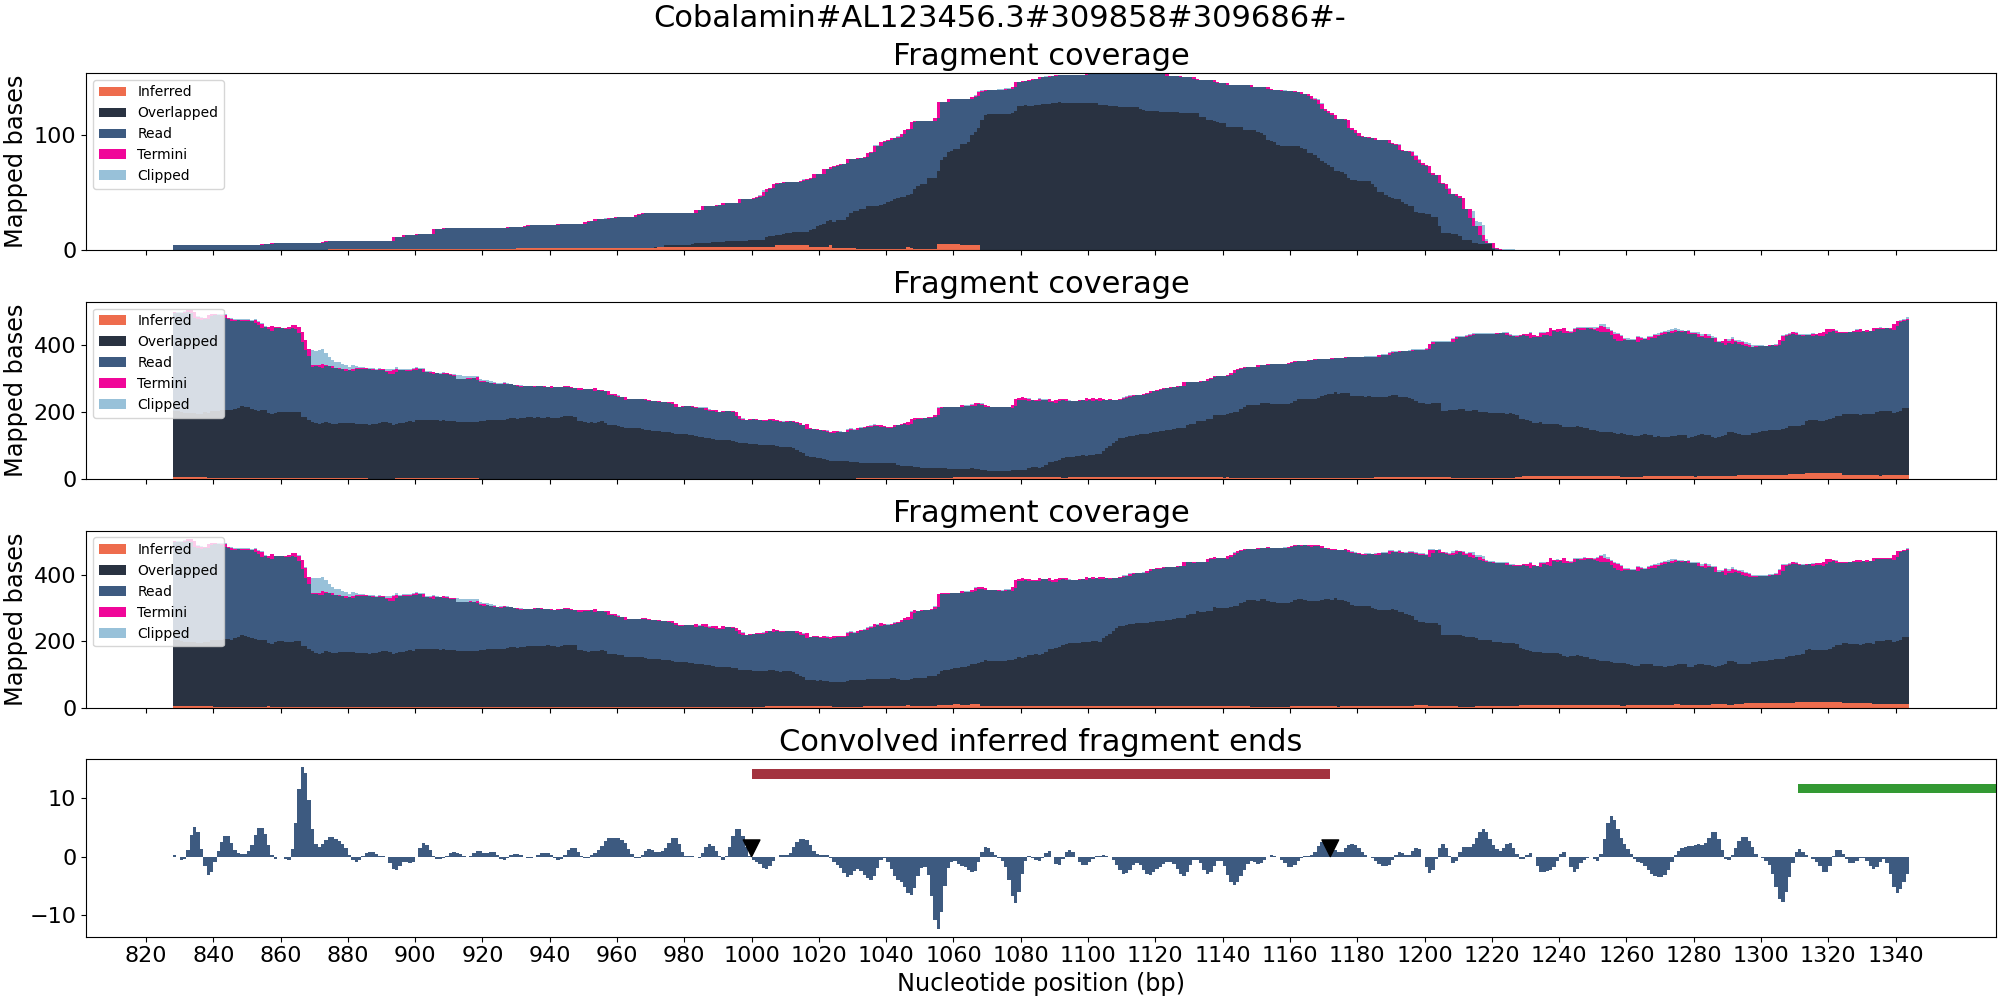 Cobalamin#AL123456.3#309858#309686#-
Fragment coverage
Mapped bases
100
0
Inferred
Overlapped
Read
Termini
Clipped
Fragment coverage
Mapped bases
400
200
0
Inferred
Overlapped
Read
Termini
Clipped
Fragment coverage
Mapped bases
400
200
0
Inferred
Overlapped
Read
Termini
Clipped
Convolved inferred fragment ends
10
0
−10
820 840 860 880 900 920 940 960 980 1000 1020 1040 1060 1080 1100 1120 1140 1160 1180 1200 1220 1240 1260 1280 1300 1320 1340
Nucleotide position (bp)